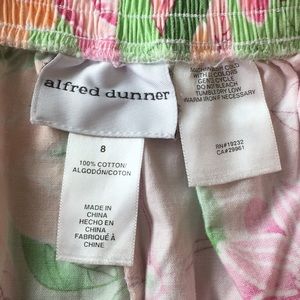 alfred dunner
8
100% COTTON/
ALGODÓN/COTON
MADE IN
CHINA
HECHO EN
CHINA
FABRIQUÉ À
CHINE
MACHINE WASH COLD
WITH LIKE COLORS
GENTLE CYCLE
DO NOT BLEACH
TUMBLE DRY LOW
WARM IRON IF NECESSARY
RN#19232
CA#29961